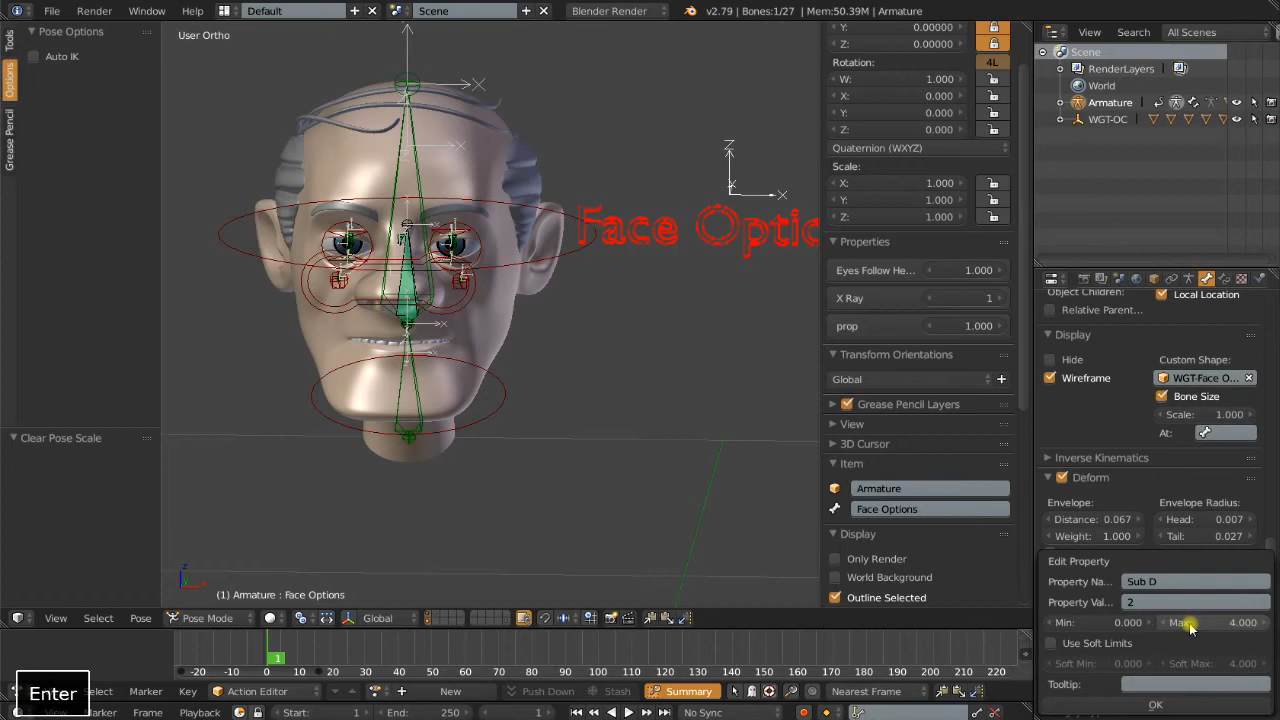 File Edit Render Window Help Default Scene Blender Render v2.79 | Bones:1/27 | Mem:50.39M | Armature
Tools
Options
Grease Pencil
Pose Options
Auto IK
Clear Pose Scale
User Ortho
Face Optic
(1) Armature : Face Options
Y: 0.00000
Z: 0.00000
Rotation: 4L
W: 1.000
X: 0.000
Y: 0.000
Z: 0.000
Quaternion (WXYZ)
Scale:
X: 1.000
Y: 1.000
Z: 1.000
Properties
Eyes Follow He... 1.000
X Ray 1
prop 1.000
Transform Orientations
Global
Grease Pencil Layers
View
3D Cursor
Item
Armature
Face Options
Display
Only Render
World Background
Outline Selected
View Search All Scenes
Scene
RenderLayers
World
Armature
WGT-OC
Object Children: Local Location
Relative Parent...
Display
Hide Custom Shape:
Wireframe WGT-Face O...
Bone Size
Scale: 1.000
At:
Inverse Kinematics
Deform
Envelope: Envelope Radius:
Distance: 0.067 Head: 0.007
Weight: 1.000 Tail: 0.027
Edit Property
Property Na... Sub D
Property Val... 2
Min: 0.000 Max: 4.000
Use Soft Limits
Soft Min: 0.000 Soft Max: 4.000
Tooltip:
OK
View Select Pose Pose Mode Global
1
-20 -10 0 10 20 30 40 50 60 70 80 90 100 110 120 130 140 150 160 170 180 190 200 210 220
Select Marker Key Action Editor New Push Down Stash Summary Nearest Frame
Marker Frame Playback Start: 1 End: 250 1 No Sync
Enter